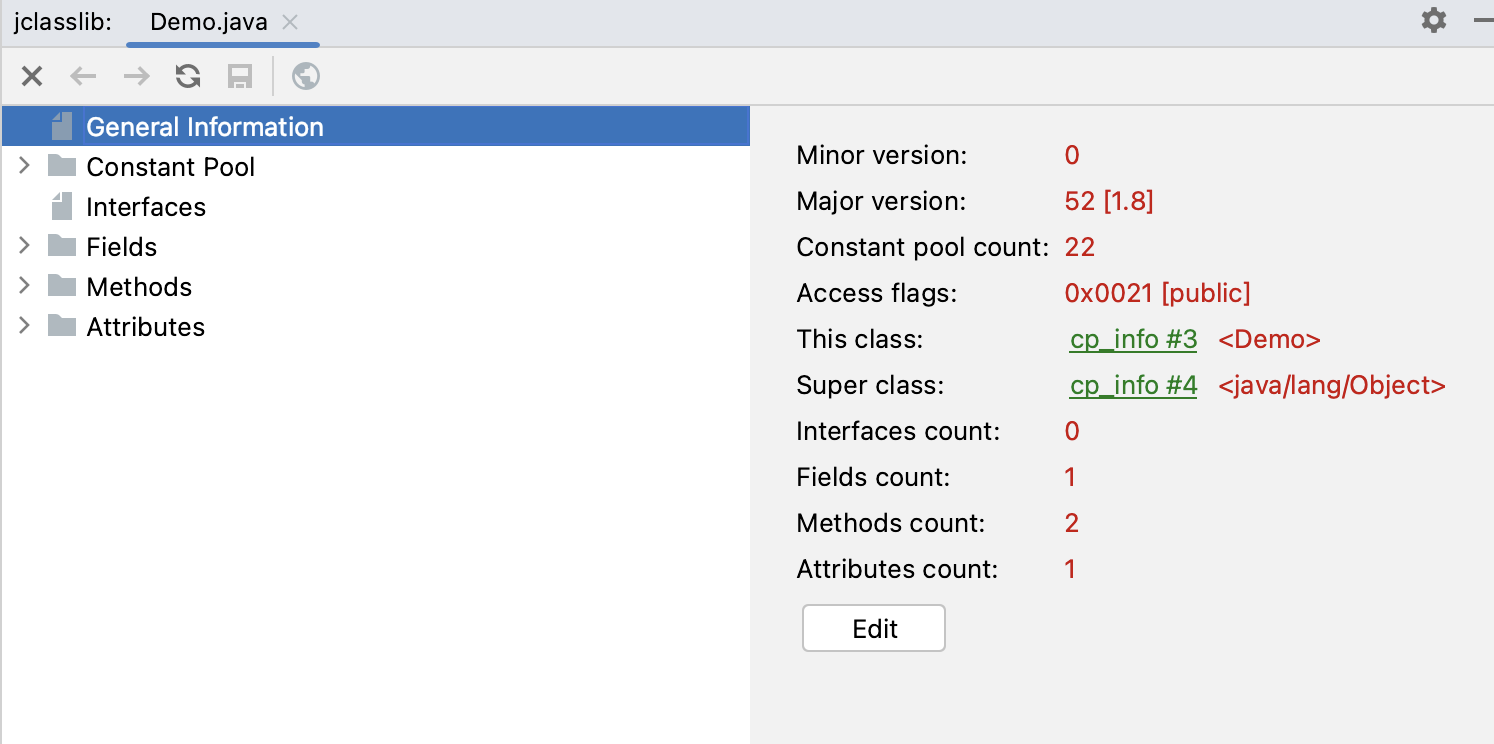 jclasslib: Demo.java
General Information
Constant Pool
Interfaces
Fields
Methods
Attributes
Minor version: 0
Major version: 52 [1.8]
Constant pool count: 22
Access flags: 0x0021 [public]
This class: cp_info #3 <Demo>
Super class: cp_info #4 <java/lang/Object>
Interfaces count: 0
Fields count: 1
Methods count: 2
Attributes count: 1
Edit